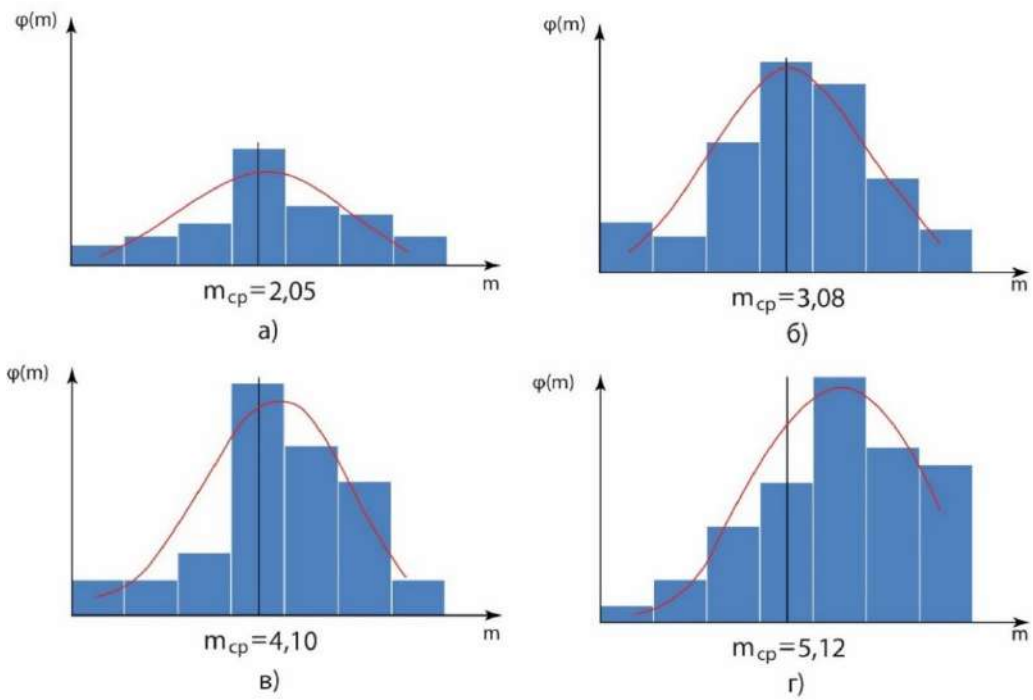 φ(m)
m
m_ср=2,05
а)
φ(m)
m
m_ср=3,08
б)
φ(m)
m
m_ср=4,10
в)
φ(m)
m
m_ср=5,12
г)